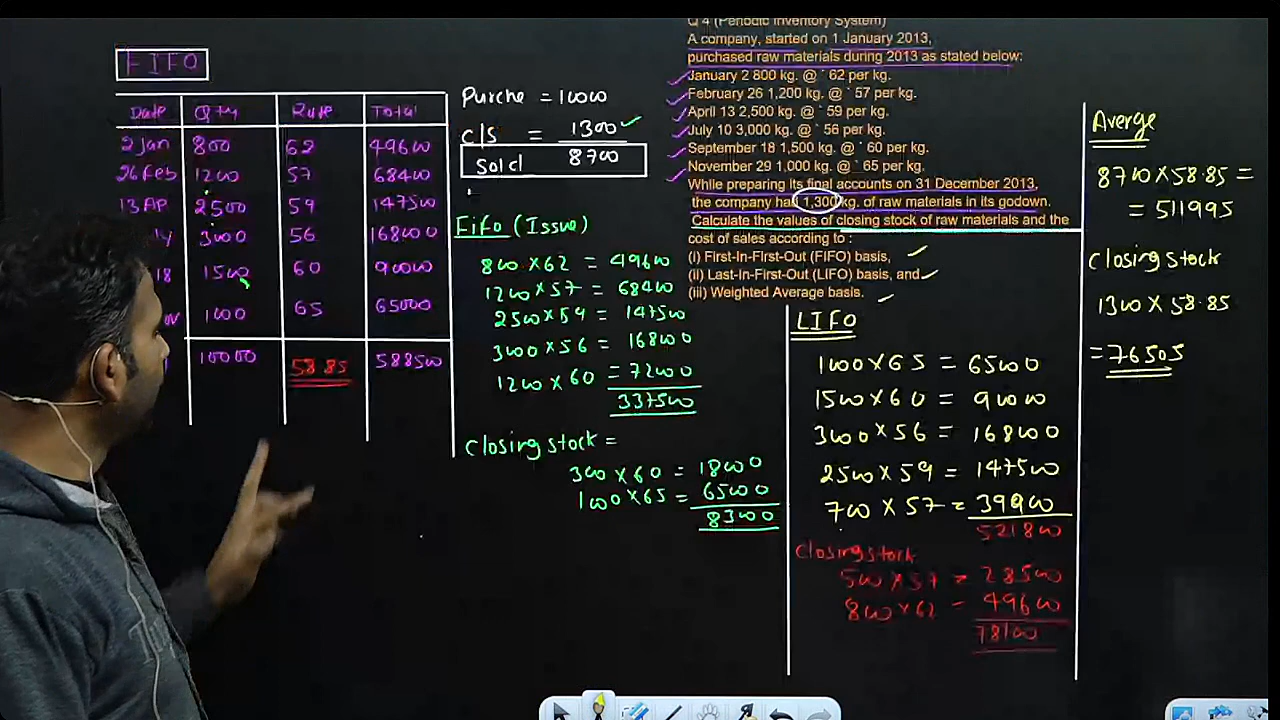 FIFO
Date Qty Rate Total
2 Jan 800 62 49600
26 Feb 1200 57 68400
13 AP 2500 59 147500
3000 56 168000
18 1500 60 90000
1000 65 65000
10000 58.85 588500
Purche = 10000
C/S = 1300
Sold 8700
Fifo (Issue)
800 × 62 = 49600
1200 × 57 = 68400
2500 × 59 = 147500
3000 × 56 = 168000
1200 × 60 = 72000
337500
Closing stock =
300 × 60 = 18000
1000 × 65 = 65000
83000
Q 4 (Periodic Inventory System)
A company, started on 1 January 2013,
purchased raw materials during 2013 as stated below:
January 2 800 kg. @ ` 62 per kg.
February 26 1,200 kg. @ ` 57 per kg.
April 13 2,500 kg. @ ` 59 per kg.
July 10 3,000 kg. @ ` 56 per kg.
September 18 1,500 kg. @ ` 60 per kg.
November 29 1,000 kg. @ ` 65 per kg.
While preparing its final accounts on 31 December 2013,
the company had 1,300 kg. of raw materials in its godown.
Calculate the values of closing stock of raw materials and the
cost of sales according to :
(i) First-In-FIrst-Out (FIFO) basis,
(ii) Last-In-First-Out (LIFO) basis, and
(iii) Weighted Average basis.
LIFO
1000 × 65 = 65000
1500 × 60 = 90000
3000 × 56 = 168000
2500 × 59 = 147500
700 × 57 = 39900
521800
Closing stock
500 × 57 = 28500
800 × 62 = 49600
78100
Averge
8700 × 58.85 =
= 511995
Closing stock
1300 × 58.85
= 76505